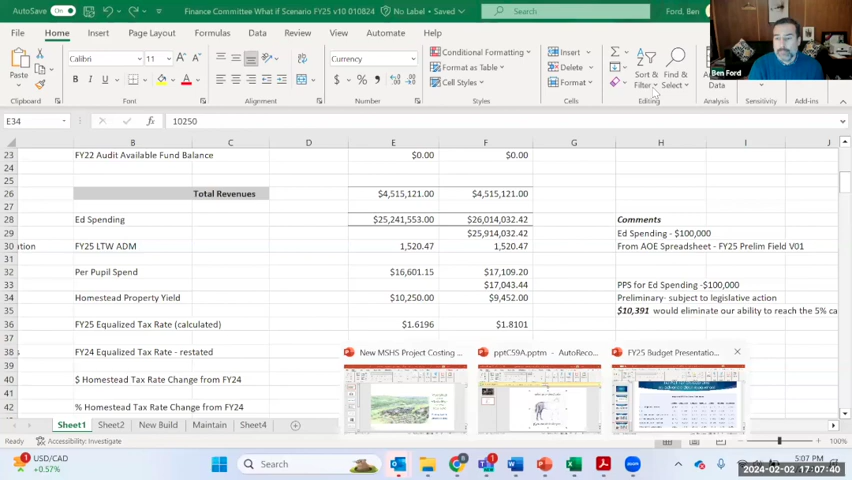 AutoSave On Finance Committee What if Scenario FY25 v10.010824 No Label • Saved Search Ford, Ben
File Home Insert Page Layout Formulas Data Review View Automate Help
Ben Ford
Calibri 11 Currency
Paste B I U $ % Conditional Formatting Format as Table Cell Styles Insert Delete Format Sort & Filter Find & Select Data
Clipboard Font Alignment Number Styles Cells Editing Analysis Sensitivity Add-ins
E34 fx 10250
B C D E F G H I J
23 FY22 Audit Available Fund Balance $0.00 $0.00
24
25
26 Total Revenues $4,515,121.00 $4,515,121.00
27
28 Ed Spending $25,241,553.00 $26,014,032.42 Comments
29 $25,914,032.42 Ed Spending - $100,000
30 ution FY25 LTW ADM 1,520.47 1,520.47 From AOE Spreadsheet - FY25 Prelim Field V01
31
32 Per Pupil Spend $16,601.15 $17,109.20
33 $17,043.44 PPS for Ed Spending -$100,000
34 Homestead Property Yield $10,250.00 $9,452.00 Preliminary- subject to legislative action
35 $10,391 would eliminate our ability to reach the 5% ca
36 FY25 Equalized Tax Rate (calculated) $1.6196 $1.8101
38 FY24 Equalized Tax Rate - restated
New MSHS Project Costing ... pptC59A.pptm - AutoReco... FY25 Budget Presentatio...
39
40 $ Homestead Tax Rate Change from FY24
41
42 % Homestead Tax Rate Change from FY24
Sheet1 Sheet2 New Build Maintain Sheet4
Ready Accessibility: Investigate 100%
USD/CAD
+0.57%
Search
5:07 PM
2024-02-02 17:07:40